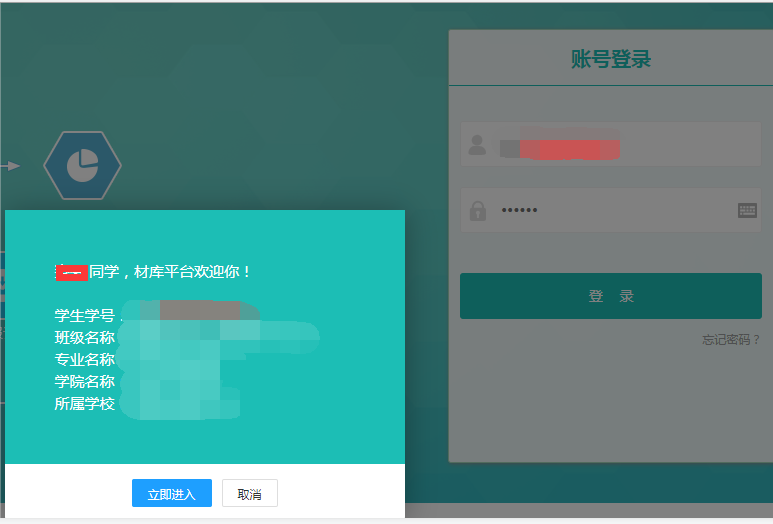 账号登录
••••••
登 录
忘记密码？
同学，材库平台欢迎你！
学生学号
班级名称
专业名称
学院名称
所属学校
立即进入
取消